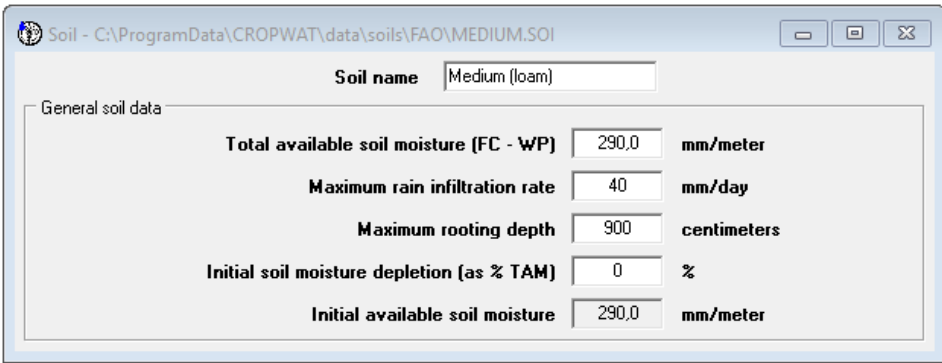 Soil - C:\ProgramData\CROPWAT\data\soils\FAO\MEDIUM.SOI
Soil name Medium (loam)
General soil data
Total available soil moisture (FC - WP) 290,0 mm/meter
Maximum rain infiltration rate 40 mm/day
Maximum rooting depth 900 centimeters
Initial soil moisture depletion (as % TAM) 0 %
Initial available soil moisture 290,0 mm/meter